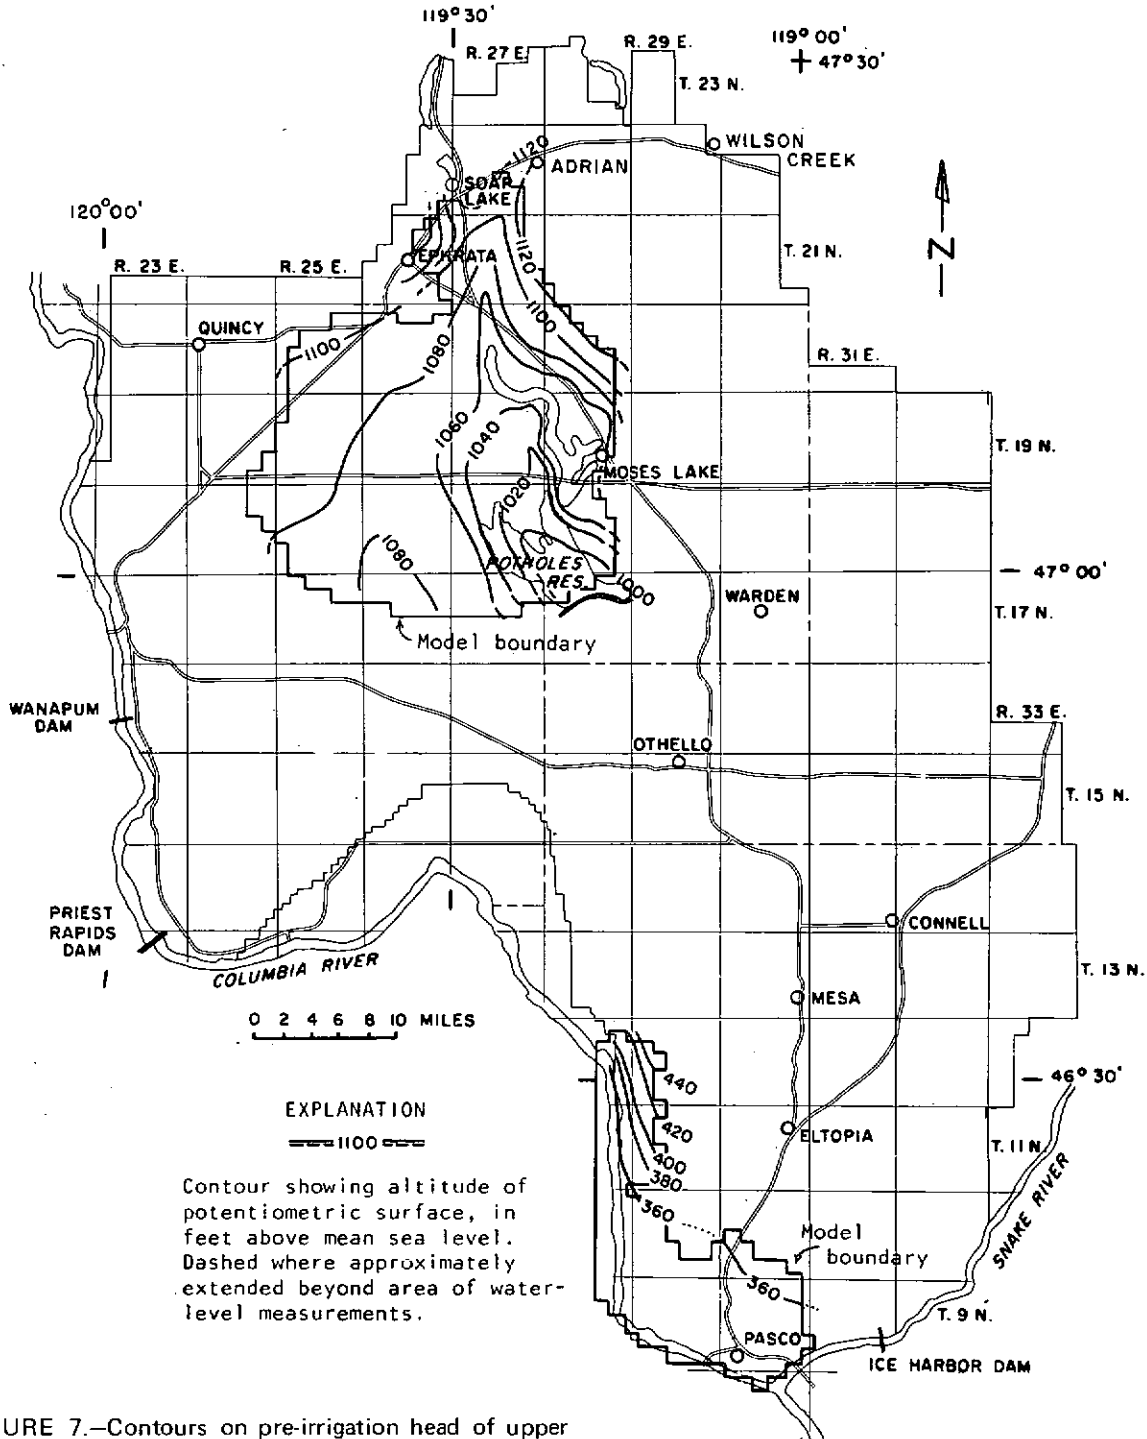 119° 30'
119° 00'
47° 30'
R. 27 E.
R. 29 E.
T. 23 N.
1120
WILSON
CREEK
ADRIAN
SOAP
LAKE
N
120° 00'
EPHRATA
1120
T. 21 N.
R. 23 E.
R. 25 E.
1100
QUINCY
1100
1080
R. 31 E.
1060
1040
T. 19 N.
MOSES LAKE
1020
1080
POTHOLES
RES.
1000
47° 00'
WARDEN
T. 17 N.
Model boundary
WANAPUM
DAM
R. 33 E.
OTHELLO
T. 15 N.
PRIEST
RAPIDS
DAM
CONNELL
COLUMBIA RIVER
T. 13 N.
MESA
0 2 4 6 8 10 MILES
46° 30'
440
EXPLANATION
420
ELTOPIA
1100
T. 11 N.
400
380
SNAKE RIVER
360
Contour showing altitude of
potentiometric surface, in
feet above mean sea level.
Dashed where approximately
extended beyond area of water-
level measurements.
Model
boundary
360
T. 9 N.
PASCO
ICE HARBOR DAM
URE 7.—Contours on pre-irrigation head of upper